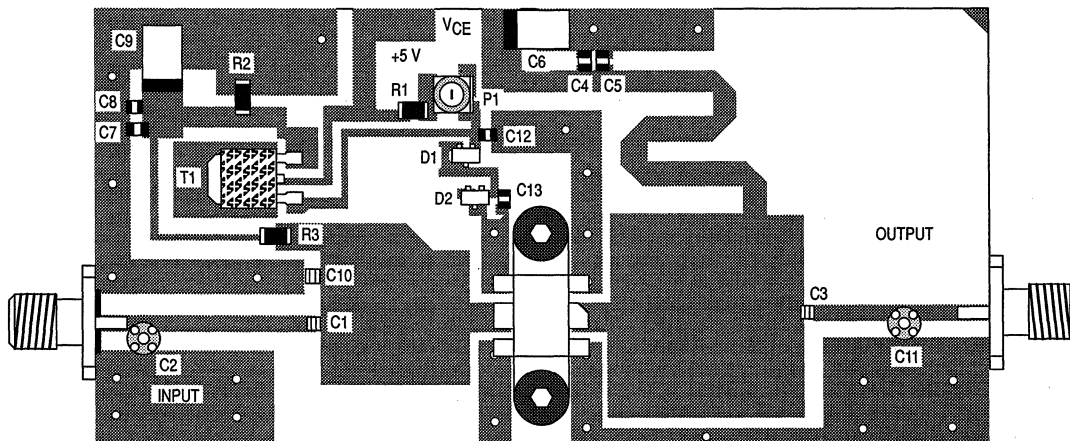 C9
VCE
+5 V
R2
C6
C4
C5
R1
P1
C8
C7
C12
D1
T1
C13
D2
R3
OUTPUT
C10
C3
C1
C2
C11
INPUT